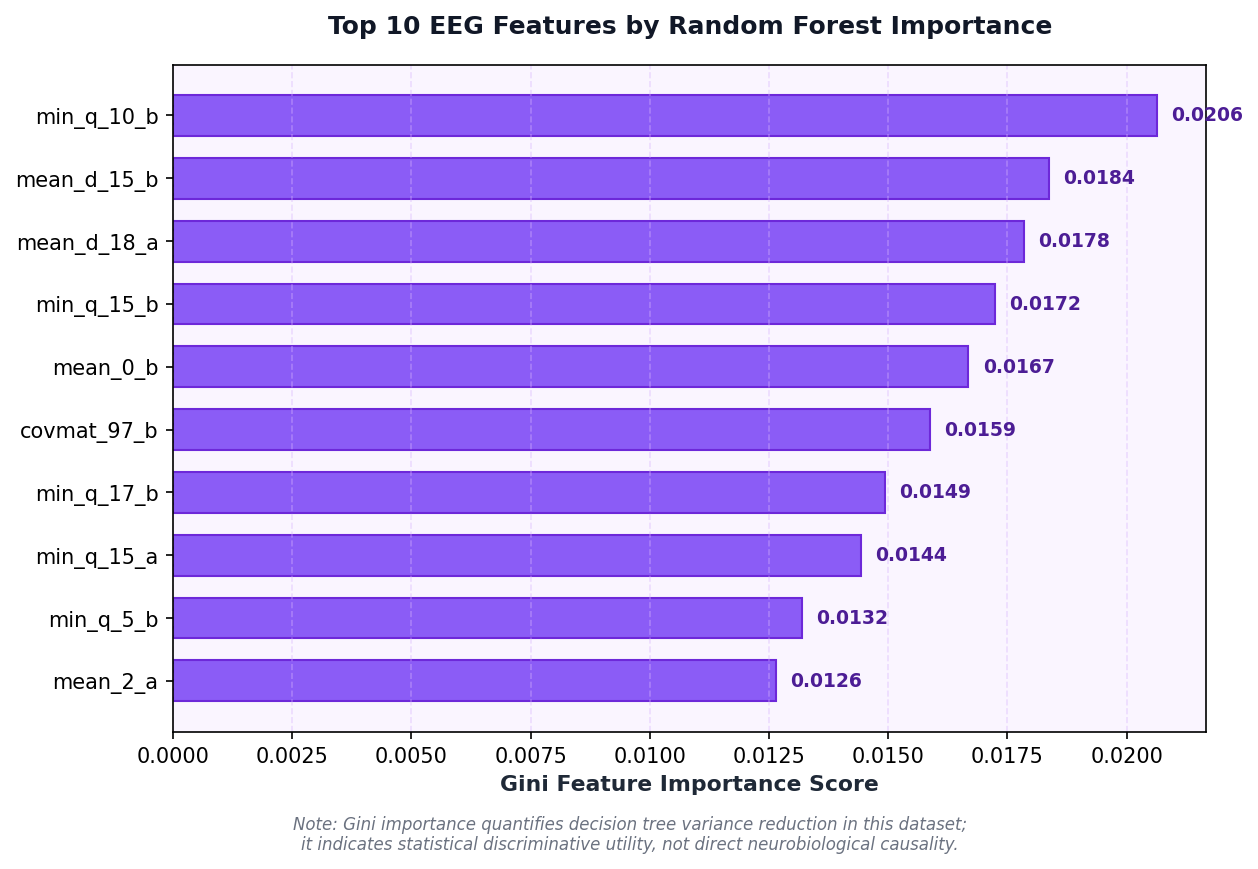 Top 10 EEG Features by Random Forest Importance
min_q_10_b 0.0206
mean_d_15_b 0.0184
mean_d_18_a 0.0178
min_q_15_b 0.0172
mean_0_b 0.0167
covmat_97_b 0.0159
min_q_17_b 0.0149
min_q_15_a 0.0144
min_q_5_b 0.0132
mean_2_a 0.0126
0.0000 0.0025 0.0050 0.0075 0.0100 0.0125 0.0150 0.0175 0.0200
Gini Feature Importance Score
Note: Gini importance quantifies decision tree variance reduction in this dataset;
it indicates statistical discriminative utility, not direct neurobiological causality.